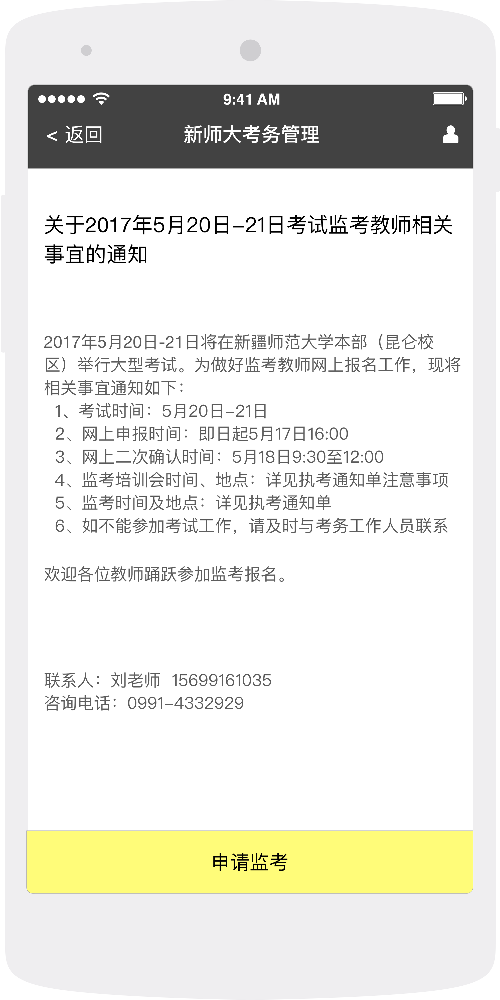 9:41 AM
< 返回 新师大考务管理
关于2017年5月20日–21日考试监考教师相关
事宜的通知
2017年5月20日-21日将在新疆师范大学本部（昆仑校
区）举行大型考试。为做好监考教师网上报名工作，现将
相关事宜通知如下：
1、考试时间：5月20日–21日
2、网上申报时间：即日起5月17日16:00
3、网上二次确认时间：5月18日9:30至12:00
4、监考培训会时间、地点：详见执考通知单注意事项
5、监考时间及地点：详见执考通知单
6、如不能参加考试工作，请及时与考务工作人员联系
欢迎各位教师踊跃参加监考报名。
联系人：刘老师 15699161035
咨询电话：0991–4332929
申请监考